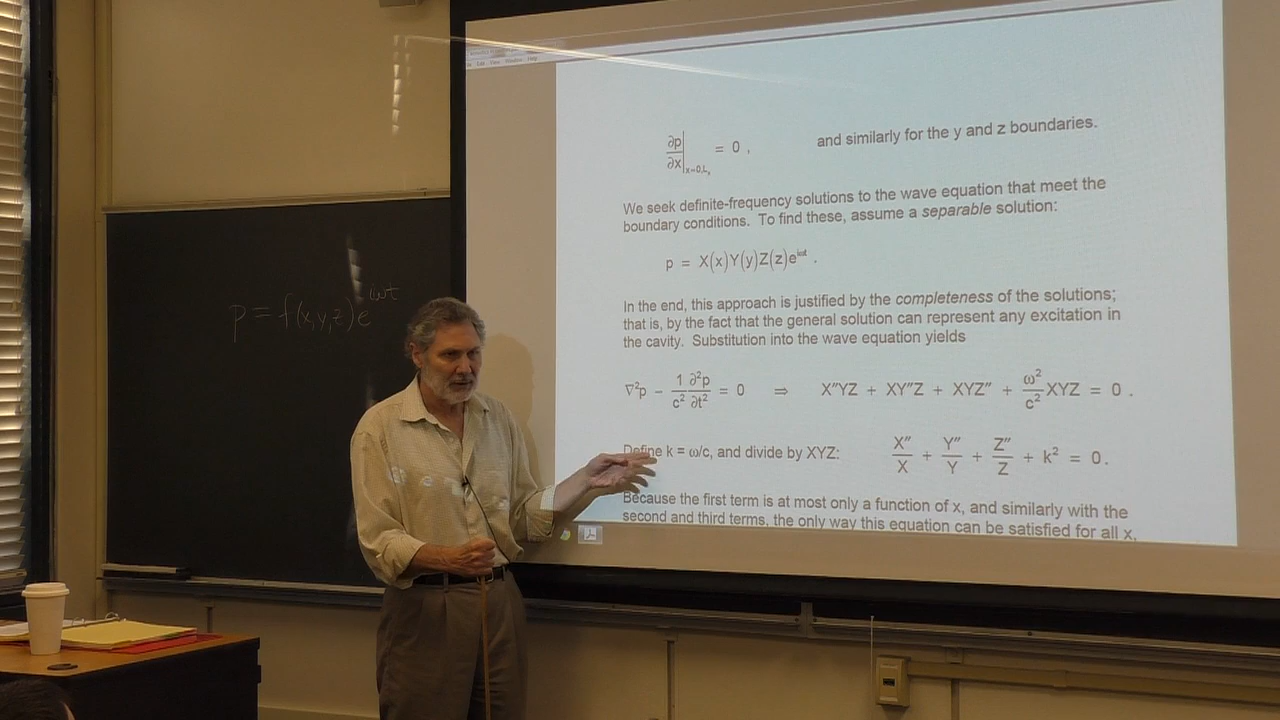 Edit View Window Help
∂p/∂x|x=0,Lₓ = 0 , and similarly for the y and z boundaries.
We seek definite-frequency solutions to the wave equation that meet the
boundary conditions. To find these, assume a separable solution:
p = X(x)Y(y)Z(z)e^iωt .
p = f(x,y,z) e^iωt
In the end, this approach is justified by the completeness of the solutions;
that is, by the fact that the general solution can represent any excitation in
the cavity. Substitution into the wave equation yields
∇²p − 1/c² ∂²p/∂t² = 0 ⇒ X″YZ + XY″Z + XYZ″ + ω²/c² XYZ = 0 .
Define k = ω/c, and divide by XYZ: X″/X + Y″/Y + Z″/Z + k² = 0.
Because the first term is at most only a function of x, and similarly with the
second and third terms, the only way this equation can be satisfied for all x,